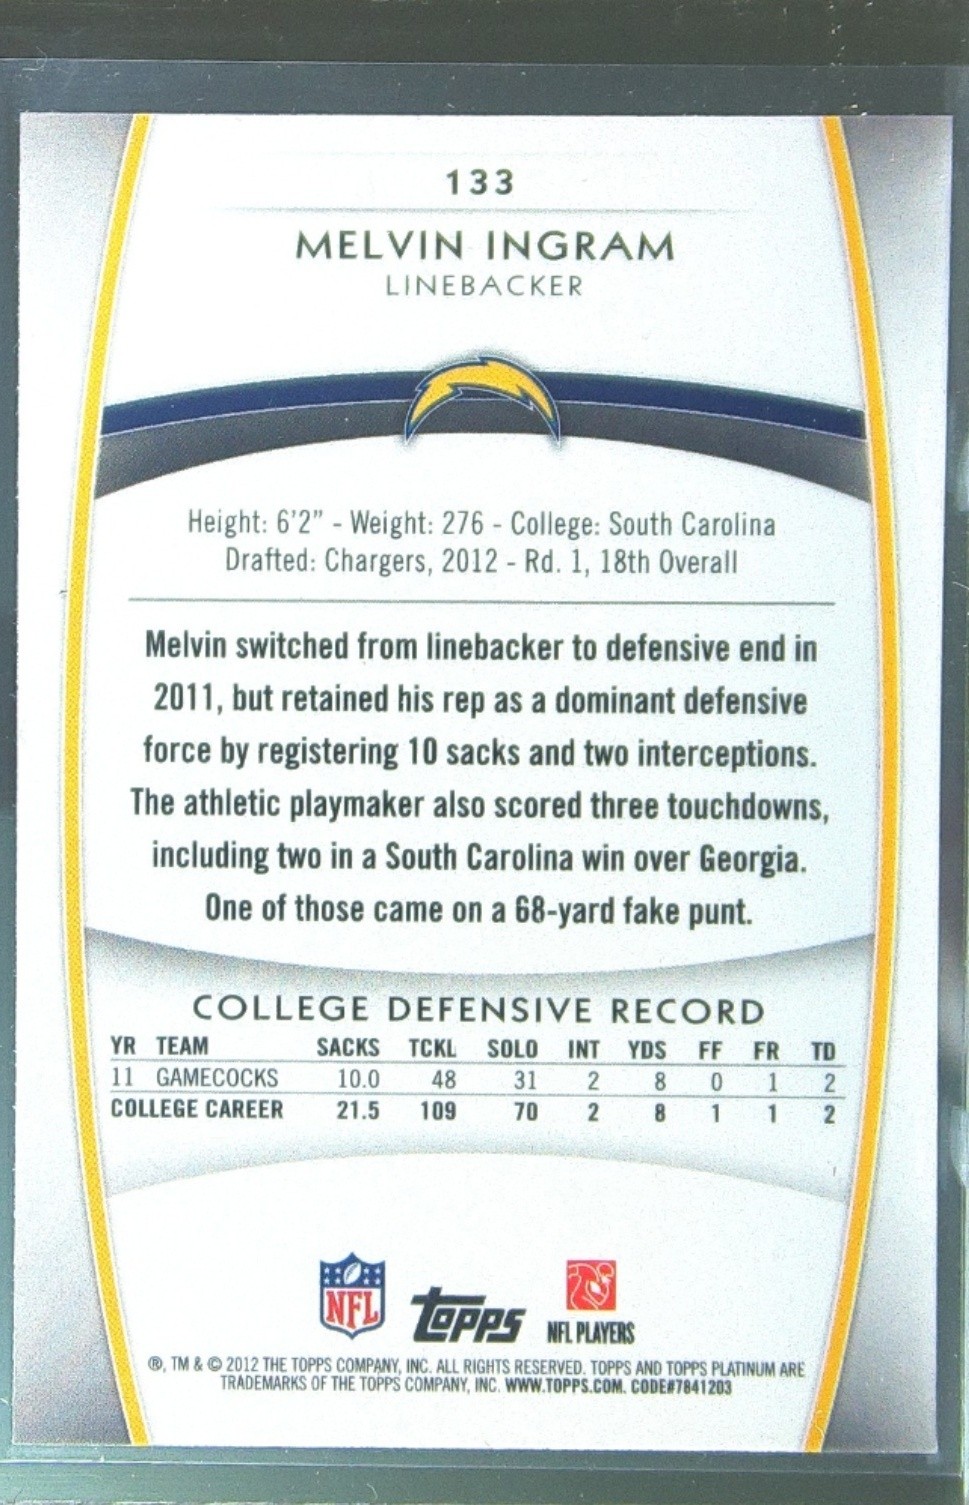 133
MELVIN INGRAM
LINEBACKER
Height: 6'2" - Weight: 276 - College: South Carolina
Drafted: Chargers, 2012 - Rd. 1, 18th Overall
Melvin switched from linebacker to defensive end in
2011, but retained his rep as a dominant defensive
force by registering 10 sacks and two interceptions.
The athletic playmaker also scored three touchdowns,
including two in a South Carolina win over Georgia.
One of those came on a 68-yard fake punt.
COLLEGE DEFENSIVE RECORD
YR TEAM SACKS TCKL SOLO INT YDS FF FR TD
11 GAMECOCKS 10.0 48 31 2 8 0 1 2
COLLEGE CAREER 21.5 109 70 2 8 1 1 2
NFL
Topps
NFL PLAYERS
®, TM & © 2012 THE TOPPS COMPANY, INC. ALL RIGHTS RESERVED. TOPPS AND TOPPS PLATINUM ARE
TRADEMARKS OF THE TOPPS COMPANY, INC. WWW.TOPPS.COM. CODE#7841203